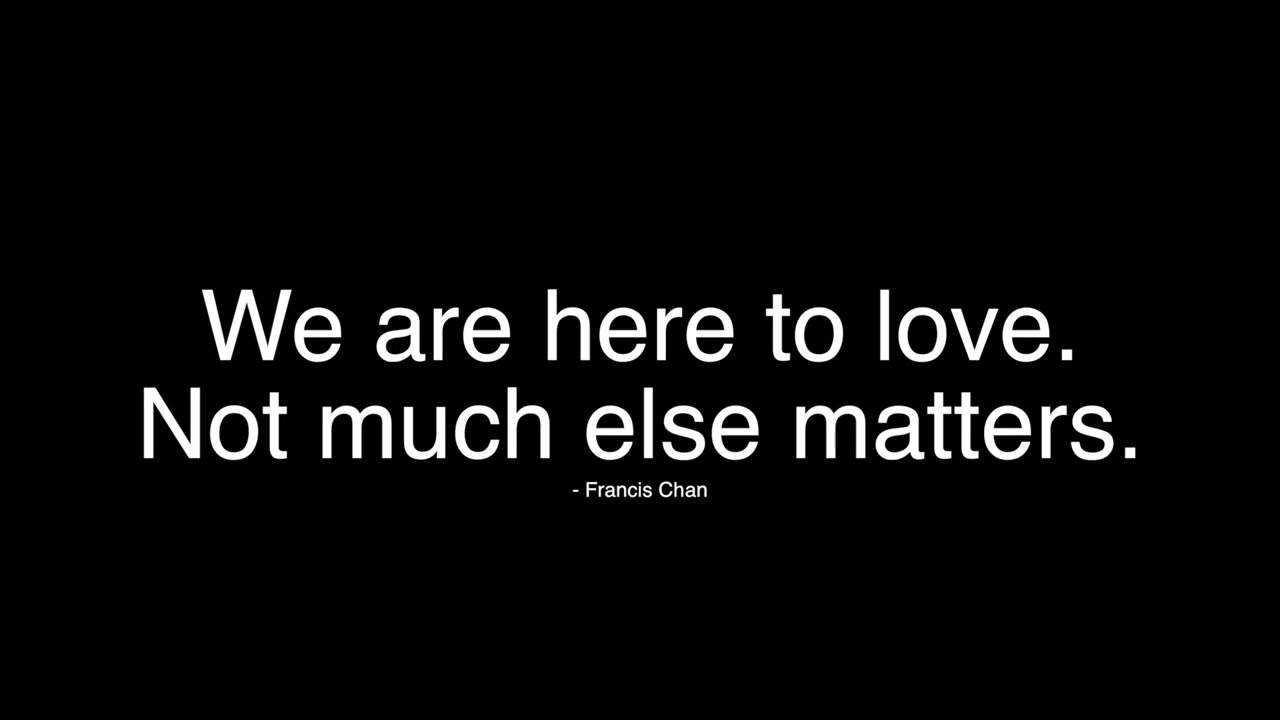 We are here to love.
Not much else matters.
- Francis Chan